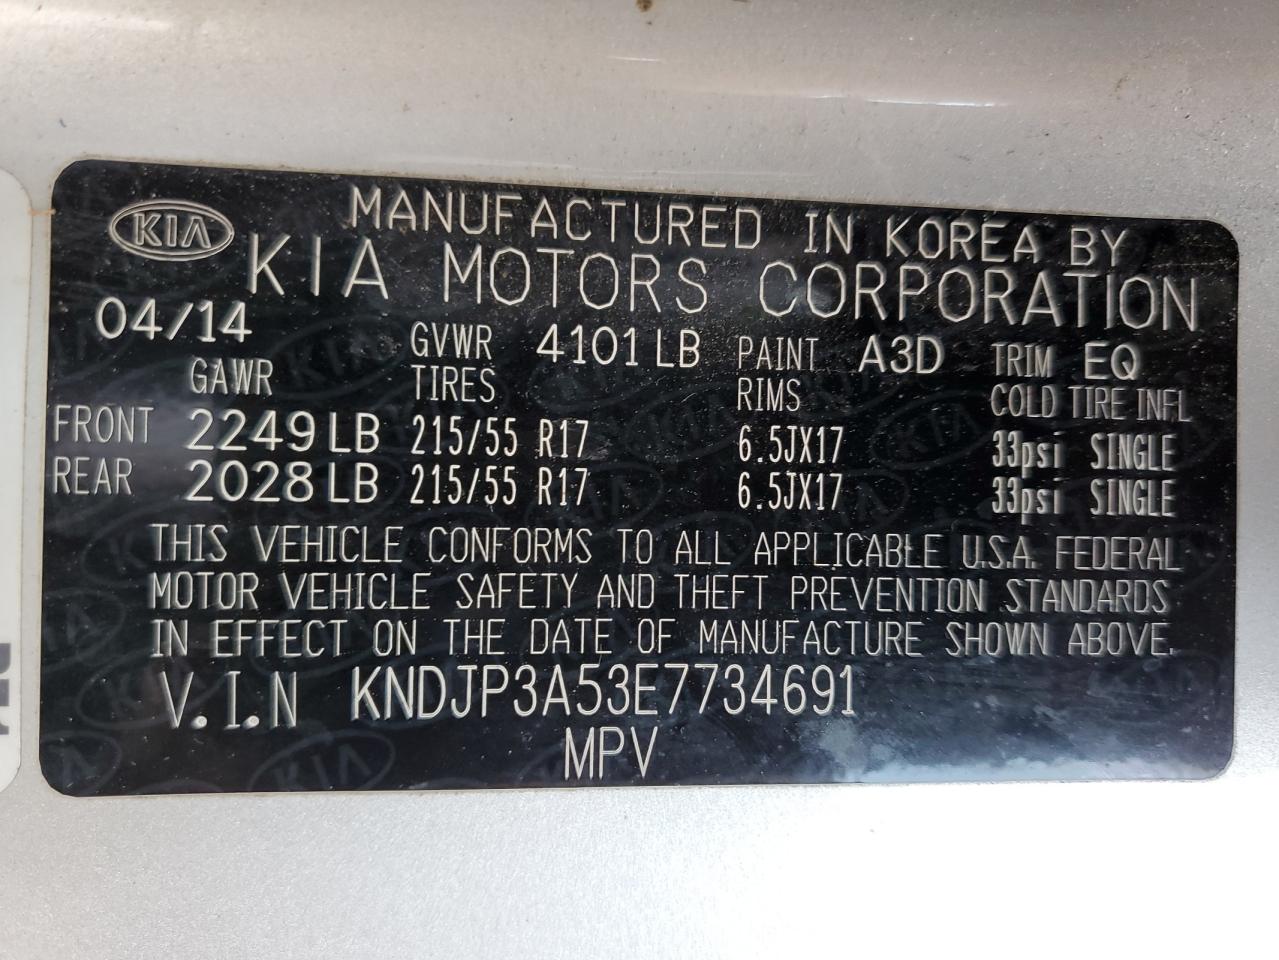 KIA MANUFACTURED IN KOREA BY
KIA MOTORS CORPORATION
04/14 GVWR 4101 LB PAINT A3D TRIM EQ
GAWR TIRES RIMS COLD TIRE INFL
FRONT 2249 LB 215/55 R17 6.5JX17 33psi SINGLE
REAR 2028 LB 215/55 R17 6.5JX17 33psi SINGLE
THIS VEHICLE CONFORMS TO ALL APPLICABLE U.S.A. FEDERAL
MOTOR VEHICLE SAFETY AND THEFT PREVENTION STANDARDS
IN EFFECT ON THE DATE OF MANUFACTURE SHOWN ABOVE.
V.I.N KNDJP3A53E7734691
MPV